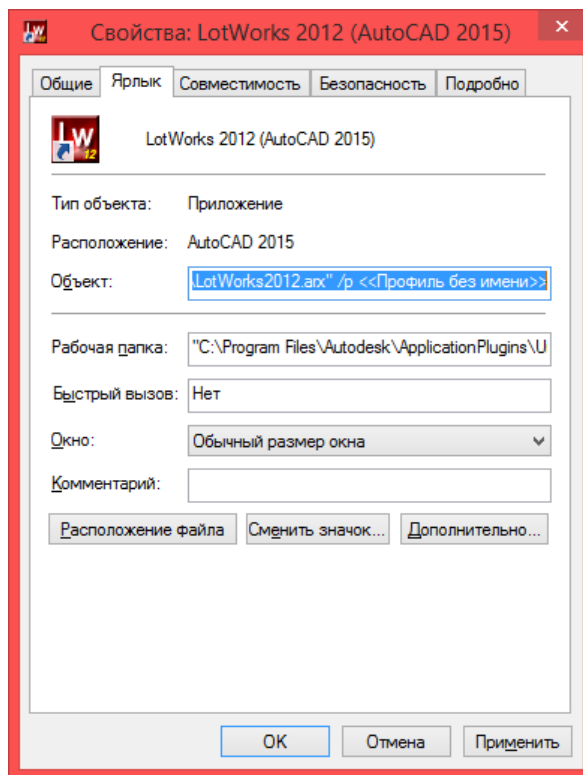 Свойства: LotWorks 2012 (AutoCAD 2015)
Общие Ярлык Совместимость Безопасность Подробно
Lw 12 LotWorks 2012 (AutoCAD 2015)
Тип объекта: Приложение
Расположение: AutoCAD 2015
Объект: \LotWorks2012.arx" /p <<Профиль без имени>>
Рабочая папка: "C:\Program Files\Autodesk\ApplicationPlugins\U
Быстрый вызов: Нет
Окно: Обычный размер окна
Комментарий:
Расположение файла Сменить значок... Дополнительно...
OK Отмена Применить